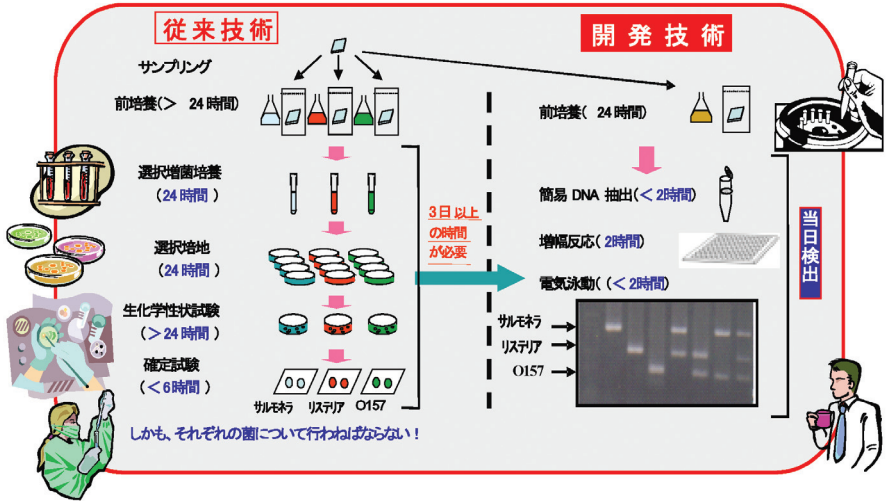 従来技術
サンプリング
前培養(＞ 24時間)
選択増菌培養
(24時間)
選択培地
(24時間)
生化学性状試験
(＞24時間)
確定試験
(＜6時間)
サルモネラ リステリア O157
しかも、それぞれの菌について行わねばならない！
3日以上
の時間
が必要
開発技術
前培養( 24時間)
簡易 DNA 抽出(＜2時間)
増幅反応(2時間)
電気泳動((＜2時間)
サルモネラ
リステリア
O157
当日検出